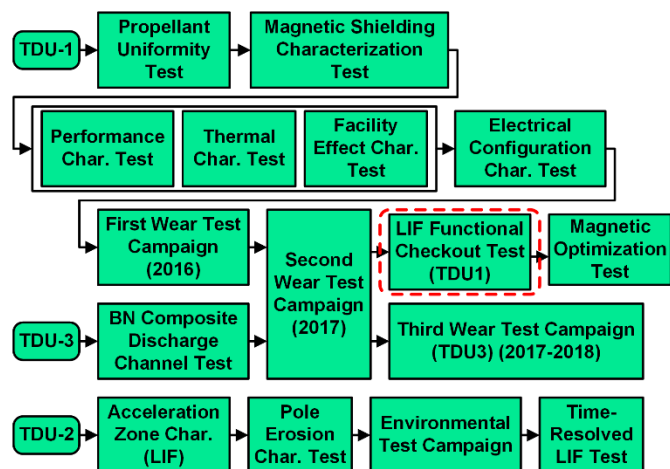 TDU-1
Propellant
Uniformity
Test
Magnetic Shielding
Characterization
Test
Performance
Char. Test
Thermal
Char. Test
Facility
Effect Char.
Test
Electrical
Configuration
Char. Test
First Wear Test
Campaign
(2016)
Second
Wear Test
Campaign
(2017)
LIF Functional
Checkout Test
(TDU1)
Magnetic
Optimization
Test
TDU-3
BN Composite
Discharge
Channel Test
Third Wear Test Campaign
(TDU3) (2017-2018)
TDU-2
Acceleration
Zone Char.
(LIF)
Pole
Erosion
Char. Test
Environmental
Test Campaign
Time-
Resolved
LIF Test